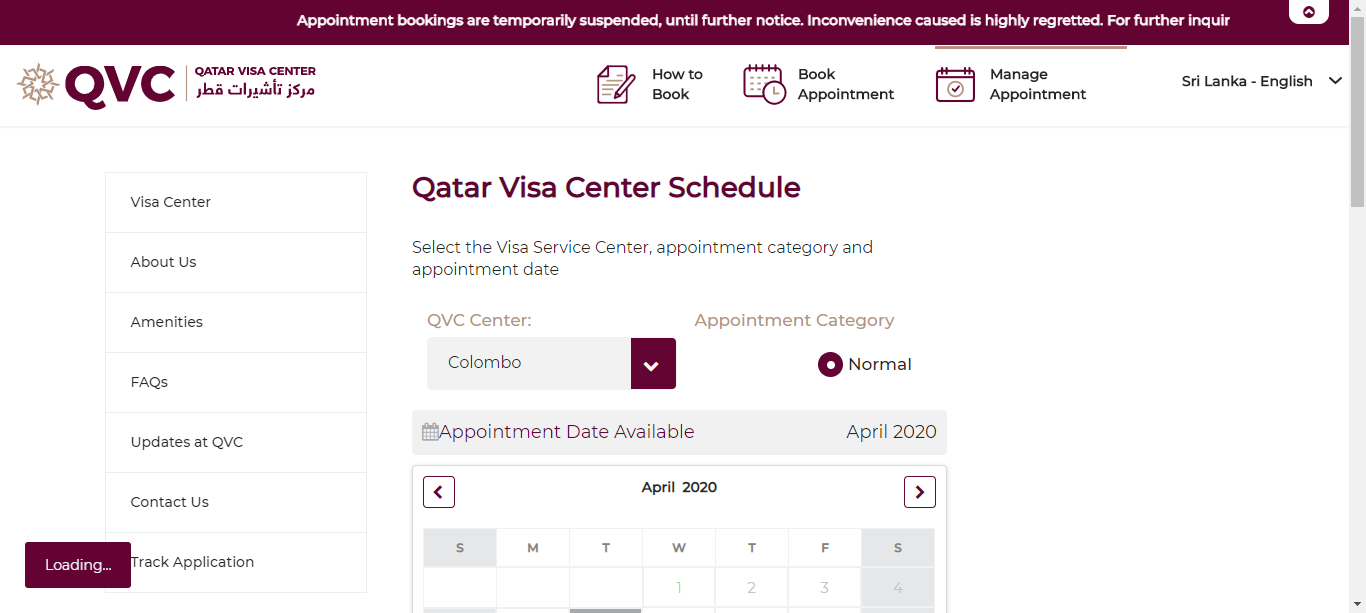 Appointment bookings are temporarily suspended, until further notice. Inconvenience caused is highly regretted. For further inquir
QVC
QATAR VISA CENTER
مركز تأشيرات قطر
How to
Book
Book
Appointment
Manage
Appointment
Sri Lanka - English
Visa Center
About Us
Amenities
FAQs
Updates at QVC
Contact Us
Track Application
Loading...
Qatar Visa Center Schedule
Select the Visa Service Center, appointment category and
appointment date
QVC Center:
Appointment Category
Colombo
Normal
Appointment Date Available April 2020
April 2020
S M T W T F S
1 2 3 4